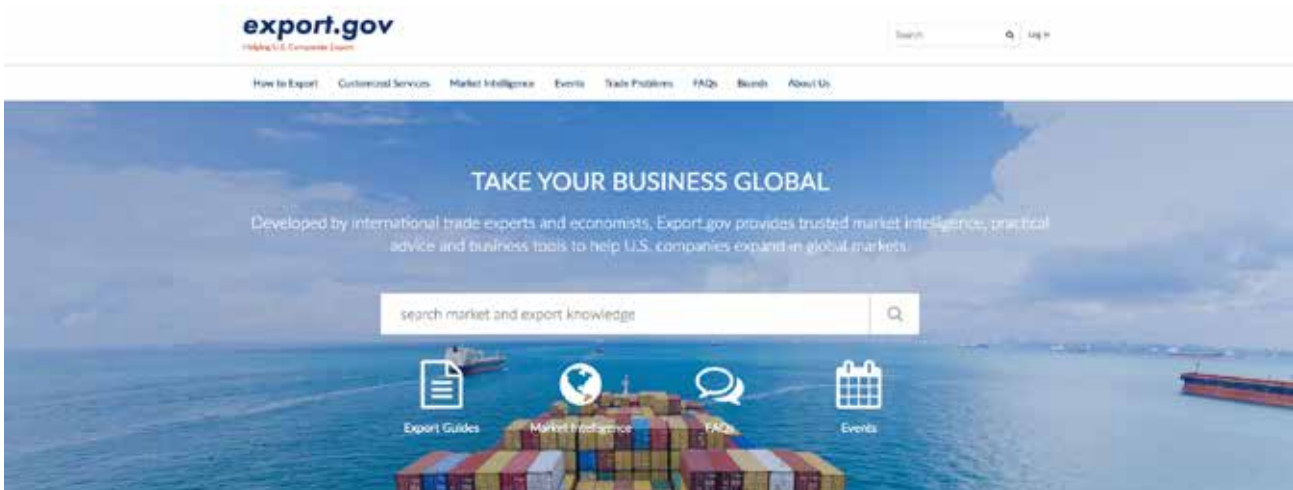 export.gov
Helping U.S. Companies Export
Search
Log In
How to Export Customized Services Market Intelligence Events Trade Problems FAQs About Us
TAKE YOUR BUSINESS GLOBAL
Developed by international trade experts and economists, Export.gov provides trusted market intelligence, practical
advice and business tools to help U.S. companies expand in global markets.
search market and export knowledge
Export Guides Market Intelligence FAQs Events